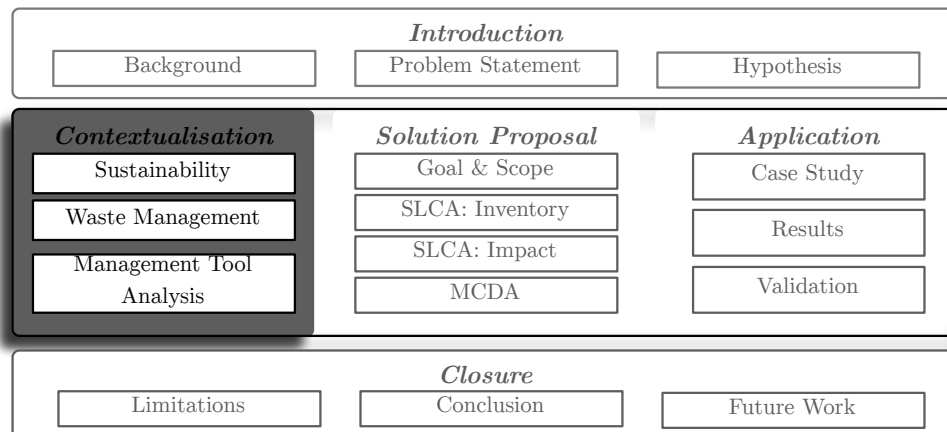 Introduction
Background
Problem Statement
Hypothesis
Contextualisation
Sustainability
Waste Management
Management Tool
Analysis
Solution Proposal
Goal & Scope
SLCA: Inventory
SLCA: Impact
MCDA
Application
Case Study
Results
Validation
Closure
Limitations
Conclusion
Future Work